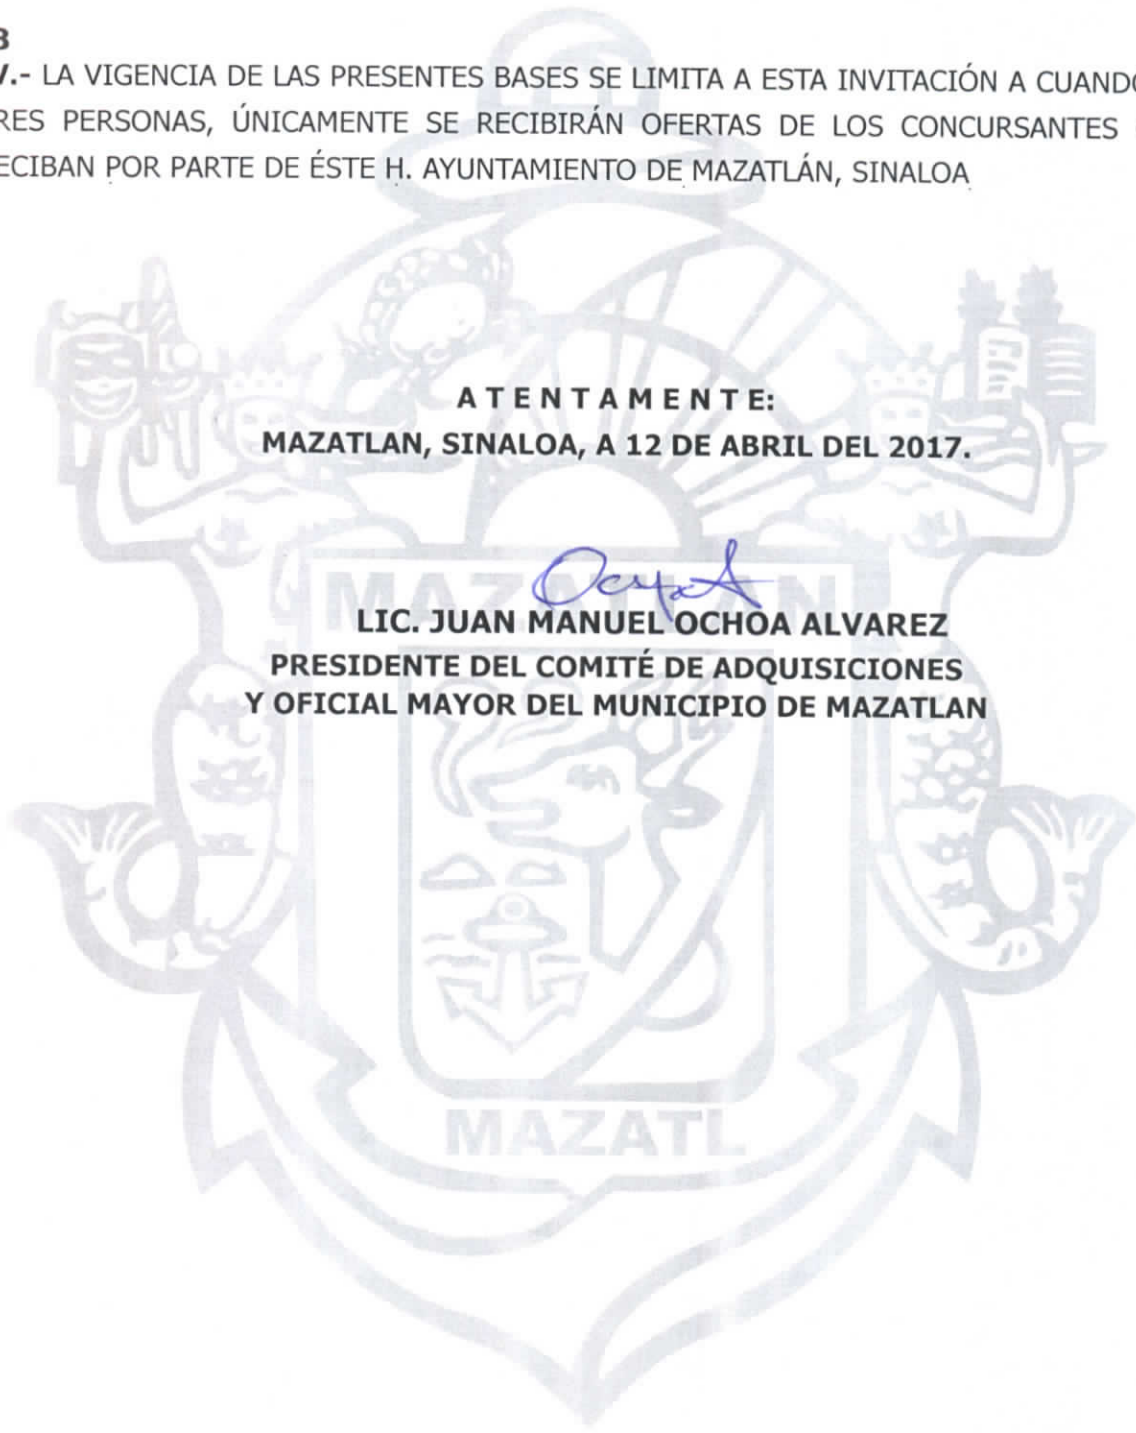 V.- LA VIGENCIA DE LAS PRESENTES BASES SE LIMITA A ESTA INVITACIÓN A CUANDO
RES PERSONAS, ÚNICAMENTE SE RECIBIRÁN OFERTAS DE LOS CONCURSANTES
ECIBAN POR PARTE DE ÉSTE H. AYUNTAMIENTO DE MAZATLÁN, SINALOA
A T E N T A M E N T E:
MAZATLAN, SINALOA, A 12 DE ABRIL DEL 2017.
MAZATLAN
LIC. JUAN MANUEL OCHOA ALVAREZ
PRESIDENTE DEL COMITÉ DE ADQUISICIONES
Y OFICIAL MAYOR DEL MUNICIPIO DE MAZATLAN
MAZATL